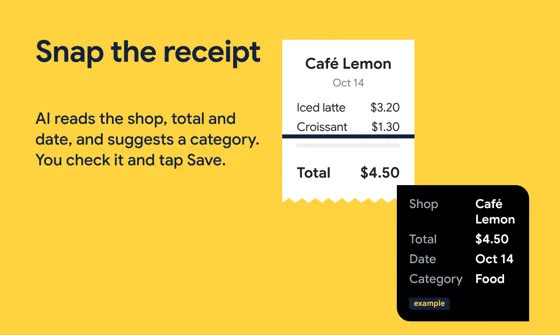 Snap the receipt
AI reads the shop, total and
date, and suggests a category.
You check it and tap Save.
Café Lemon
Oct 14
Iced latte $3.20
Croissant $1.30
Total $4.50
Shop Café
Lemon
Total $4.50
Date Oct 14
Category Food
example